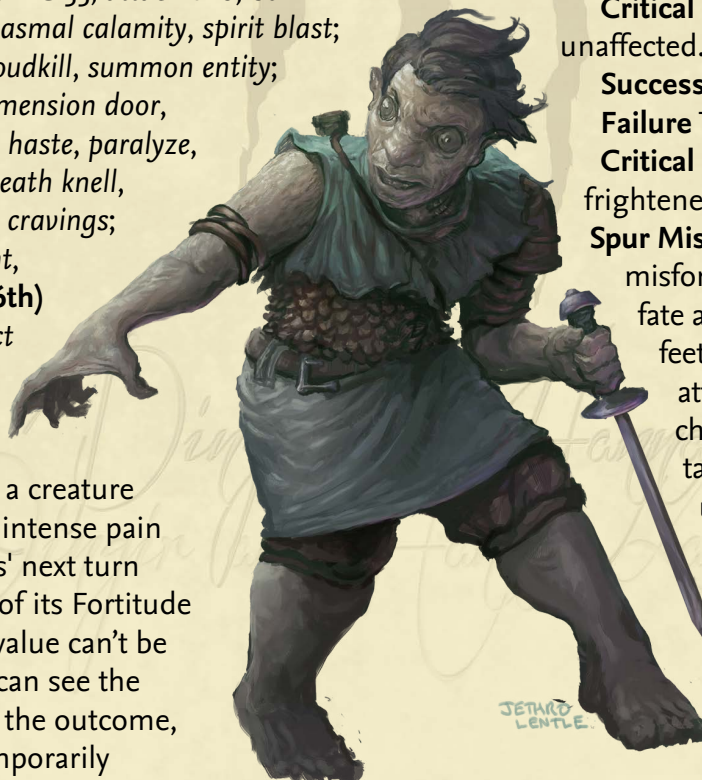 asmal calamity, spirit blast;
oudkill, summon entity;
mension door,
haste, paralyze,
eath knell,
cravings;
t,
6th)
ct
a creature
intense pain
s' next turn
of its Fortitude
value can't be
can see the
the outcome,
mporarily
Critical
unaffected.
Success
Failure T
Critical
frightene
Spur Mis
misfor
fate a
feet
at
ch
ta
JETHRO
LENTLE